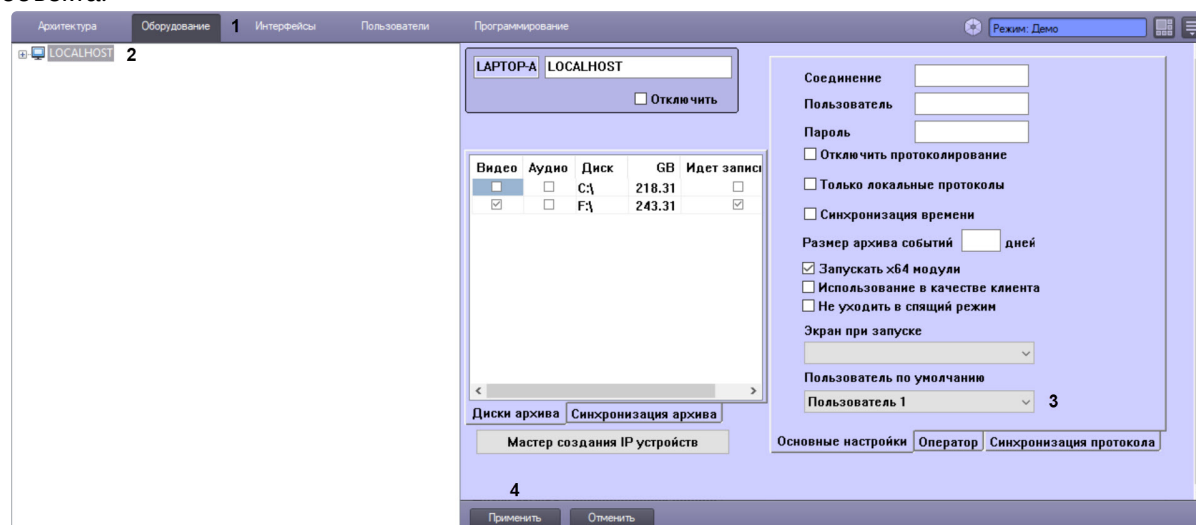 Архитектура Оборудование 1 Интерфейсы Пользователи Программирование Режим: Демо
LOCALHOST 2
LAPTOP-A LOCALHOST
Отключить
Видео Аудио Диск GB Идет запис
C:\ 218.31
F:\ 243.31
Диски архива Синхронизация архива
Мастер создания IP устройств
Соединение
Пользователь
Пароль
Отключить протоколирование
Только локальные протоколы
Синхронизация времени
Размер архива событий дней
Запускать x64 модули
Использование в качестве клиента
Не уходить в спящий режим
Экран при запуске
Пользователь по умолчанию
Пользователь 1 3
Основные настройки Оператор Синхронизация протокола
4
Применить Отменить